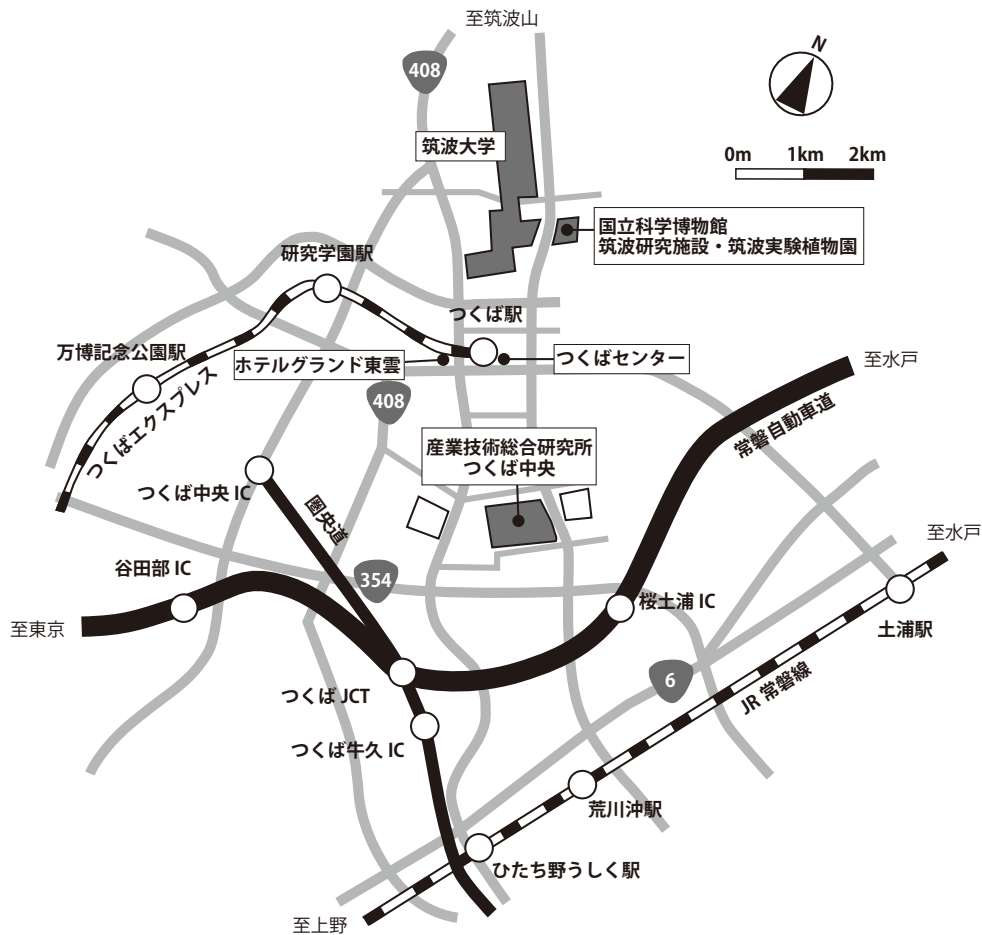 至筑波山
408
N
筑波大学
0m 1km 2km
国立科学博物館
筑波研究施設・筑波実験植物園
研究学園駅
つくば駅
万博記念公園駅
ホテルグランド東雲
つくばセンター
至水戸
つくばエクスプレス
408
常磐自動車道
産業技術総合研究所
つくば中央
つくば中央 IC
圏央道
至水戸
谷田部 IC
354
桜土浦 IC
至東京
土浦駅
6
JR 常磐線
つくば JCT
つくば牛久 IC
荒川沖駅
ひたち野うしく駅
至上野